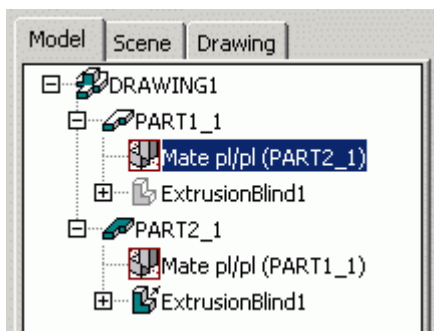 Model Scene Drawing
DRAWING1
PART1_1
Mate pl/pl (PART2_1)
ExtrusionBlind1
PART2_1
Mate pl/pl (PART1_1)
ExtrusionBlind1